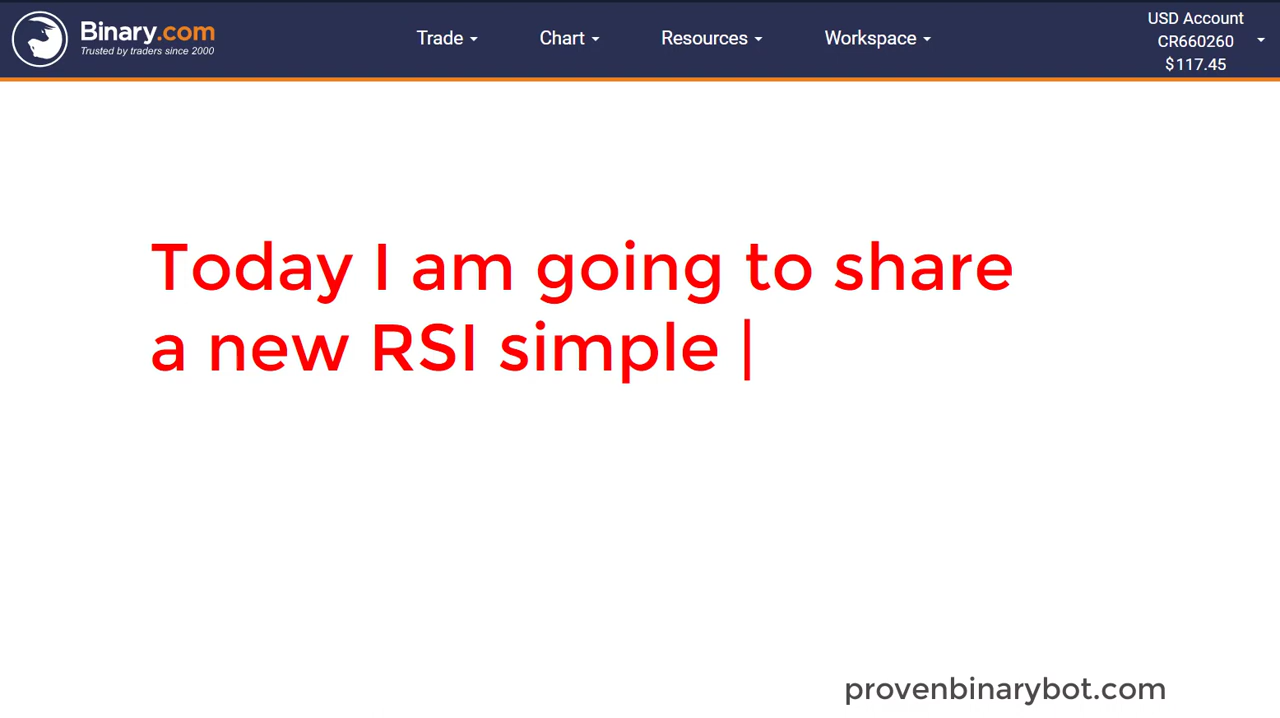 Binary.com
Trusted by traders since 2000
Trade
Chart
Resources
Workspace
USD Account
CR660260
$117.45
Today I am going to share
a new RSI simple |
provenbinarybot.com